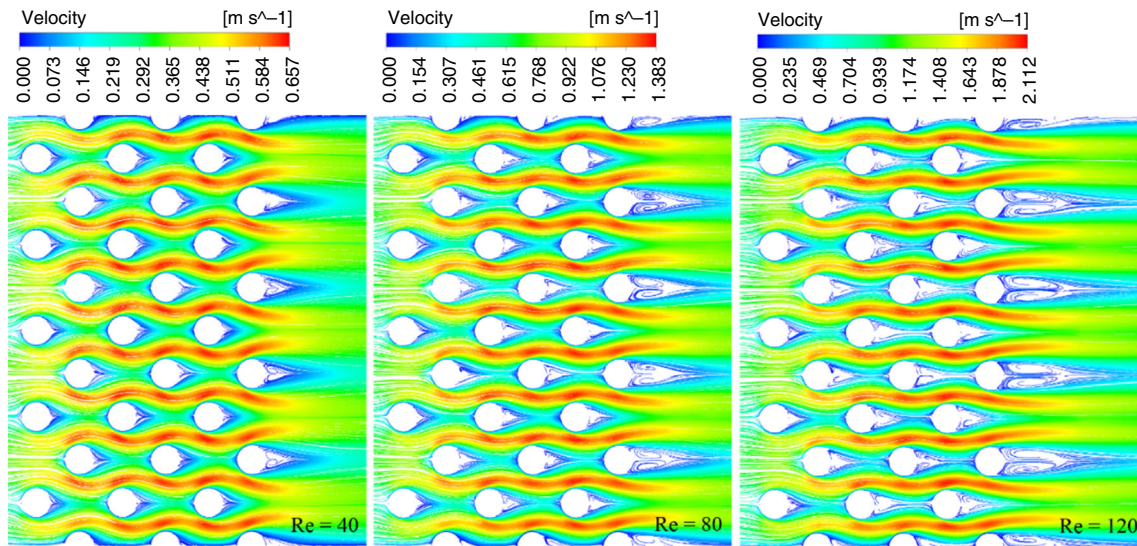 Velocity [m s^–1]
0.000 0.073 0.146 0.219 0.292 0.365 0.438 0.511 0.584 0.657
Velocity [m s^–1]
0.000 0.154 0.307 0.461 0.615 0.768 0.922 1.076 1.230 1.383
Velocity [m s^–1]
0.000 0.235 0.469 0.704 0.939 1.174 1.408 1.643 1.878 2.112
Re = 40
Re = 80
Re = 120